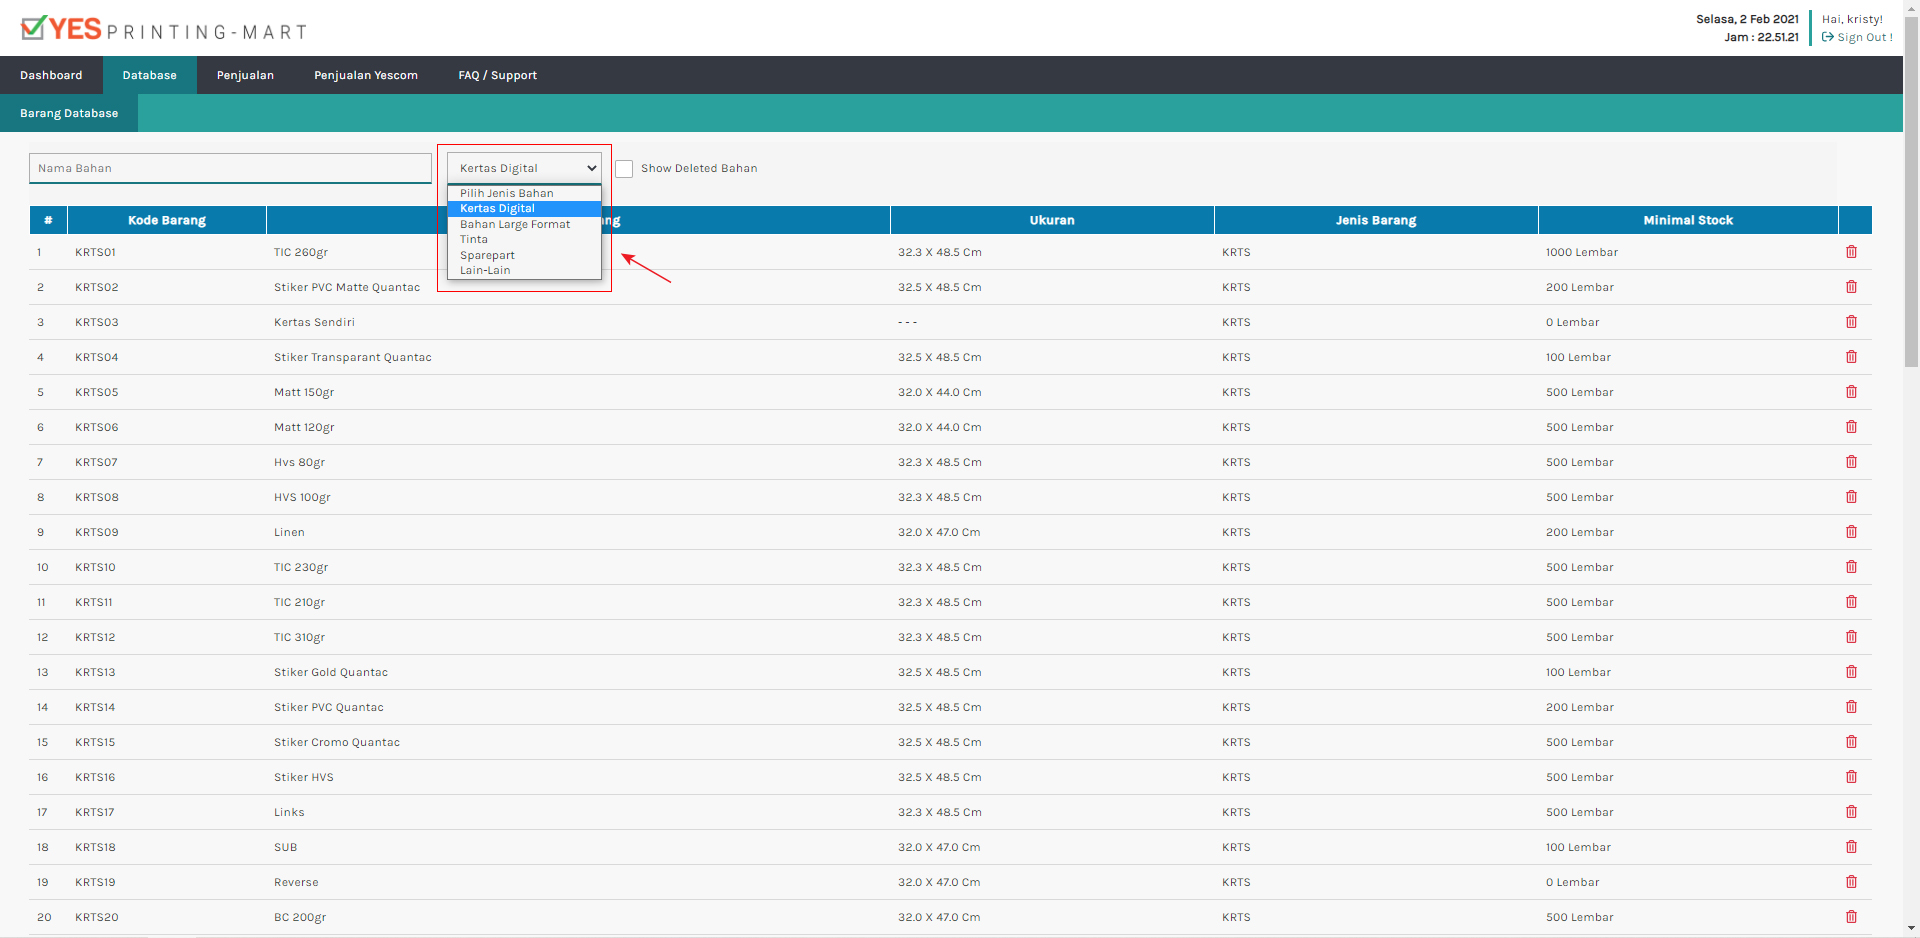 YES PRINTING-MART
Selasa, 2 Feb 2021
Jam : 22.51.21
Hai, kristy!
Sign Out !
Dashboard Database Penjualan Penjualan Yescom FAQ / Support
Barang Database
Nama Bahan
Kertas Digital
Show Deleted Bahan
Pilih Jenis Bahan
Kertas Digital
Bahan Large Format
Tinta
Sparepart
Lain-Lain
# Kode Barang ng Ukuran Jenis Barang Minimal Stock
1 KRTS01 TIC 260gr 32.3 X 48.5 Cm KRTS 1000 Lembar
2 KRTS02 Stiker PVC Matte Quantac 32.5 X 48.5 Cm KRTS 200 Lembar
3 KRTS03 Kertas Sendiri - - - KRTS 0 Lembar
4 KRTS04 Stiker Transparant Quantac 32.5 X 48.5 Cm KRTS 100 Lembar
5 KRTS05 Matt 150gr 32.0 X 44.0 Cm KRTS 500 Lembar
6 KRTS06 Matt 120gr 32.0 X 44.0 Cm KRTS 500 Lembar
7 KRTS07 Hvs 80gr 32.3 X 48.5 Cm KRTS 500 Lembar
8 KRTS08 HVS 100gr 32.3 X 48.5 Cm KRTS 500 Lembar
9 KRTS09 Linen 32.0 X 47.0 Cm KRTS 200 Lembar
10 KRTS10 TIC 230gr 32.3 X 48.5 Cm KRTS 500 Lembar
11 KRTS11 TIC 210gr 32.3 X 48.5 Cm KRTS 500 Lembar
12 KRTS12 TIC 310gr 32.3 X 48.5 Cm KRTS 500 Lembar
13 KRTS13 Stiker Gold Quantac 32.5 X 48.5 Cm KRTS 100 Lembar
14 KRTS14 Stiker PVC Quantac 32.5 X 48.5 Cm KRTS 200 Lembar
15 KRTS15 Stiker Cromo Quantac 32.5 X 48.5 Cm KRTS 500 Lembar
16 KRTS16 Stiker HVS 32.5 X 48.5 Cm KRTS 500 Lembar
17 KRTS17 Links 32.3 X 48.5 Cm KRTS 500 Lembar
18 KRTS18 SUB 32.0 X 47.0 Cm KRTS 100 Lembar
19 KRTS19 Reverse 32.0 X 47.0 Cm KRTS 0 Lembar
20 KRTS20 BC 200gr 32.0 X 47.0 Cm KRTS 500 Lembar